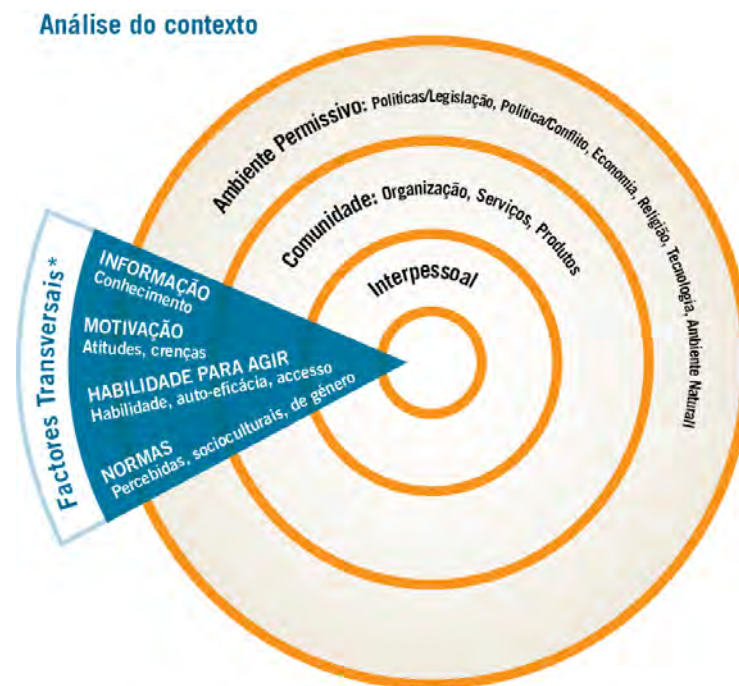 Análise do contexto
Ambiente Permissivo: Políticas/Legislação, Política/Conflito, Economia, Religião, Tecnologia, Ambiente Natural/
Comunidade: Organização, Serviços, Produtos
Interpessoal
Factores Transversais*
INFORMAÇÃO
Conhecimento
MOTIVAÇÃO
Atitudes, crenças
HABILIDADE PARA AGIR
Habilidade, auto-eficácia, accesso
NORMAS
Percebidas, socioculturais, de género